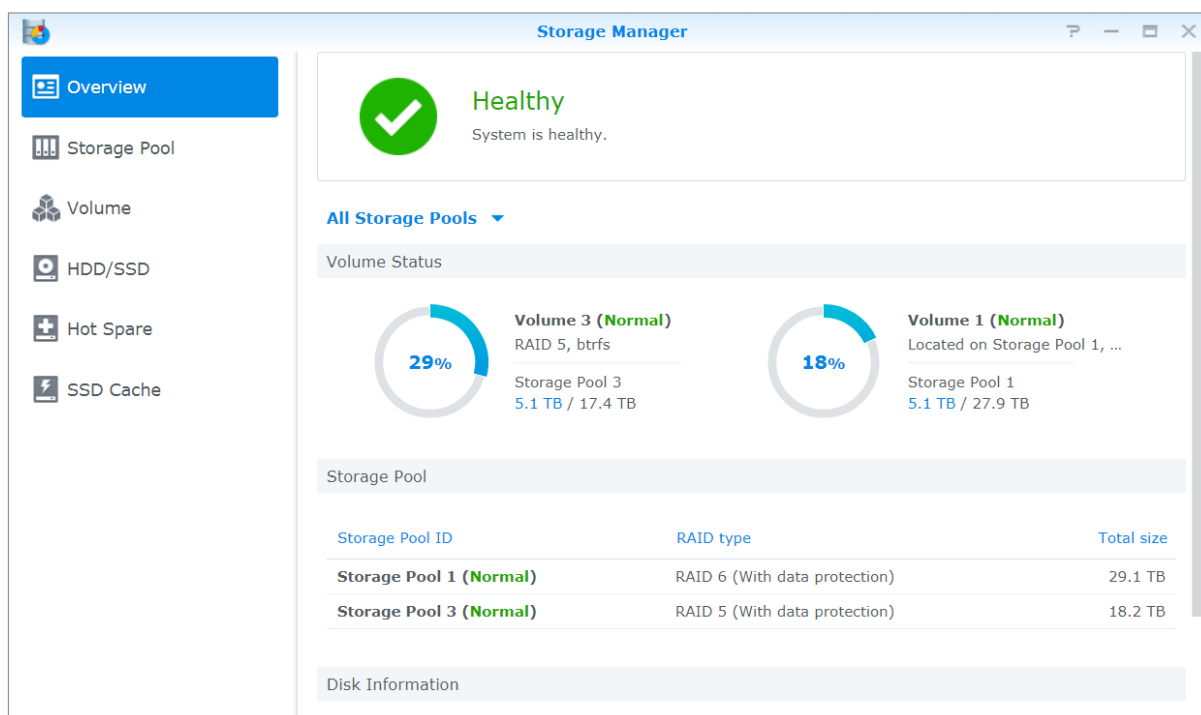 Storage Manager
Overview
Storage Pool
Volume
HDD/SSD
Hot Spare
SSD Cache
Healthy
System is healthy.
All Storage Pools
Volume Status
29%
Volume 3 (Normal)
RAID 5, btrfs
Storage Pool 3
5.1 TB / 17.4 TB
18%
Volume 1 (Normal)
Located on Storage Pool 1, ...
Storage Pool 1
5.1 TB / 27.9 TB
Storage Pool
Storage Pool ID RAID type Total size
Storage Pool 1 (Normal) RAID 6 (With data protection) 29.1 TB
Storage Pool 3 (Normal) RAID 5 (With data protection) 18.2 TB
Disk Information